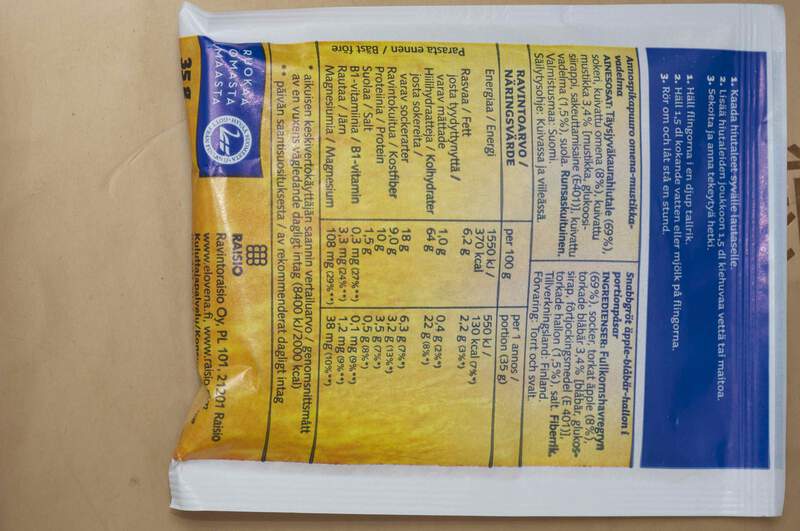 1. Kaada hiutaleet syvälle lautaselle.
2. Lisää hiutaleiden joukkoon 1,5 dl kiehuvaa vettä tai maitoa.
3. Sekoita ja anna tekeytyä hetki.
1. Häll flingorna i en djup tallrik.
2. Häll 1,5 dl kokande vatten eller mjölk på flingorna.
3. Rör om och låt stå en stund.
Annospikapuuro omena-mustikka-
vadelma
AINESOSAT: Täysjyväkaurahiutale (69%),
sokeri, kuivattu omena (8%), kuivattu
mustikka 3,4% [mustikka, glukoosi-
siirappi, sakeuttamisaine (E401)], kuivattu
vadelma (1,5%), suola. Runsaskuituinen.
Valmistusmaa: Suomi.
Säilytysohje: Kuivassa ja viileässä.
Snabbgröt äpple-blåbär-hallon i
portionpåsar
INGREDIENSER: Fullkornshavregryn
(69%), socker, torkat äpple (8%),
torkade blåbär 3,4% [blåbär, glukos-
sirap, förtjockningsmedel (E 401)],
torkade hallon (1,5%), salt. Fiberrik.
Tillverkningsland: Finland.
Förvaring: Torrt och svalt.
RAVINTOARVO /
NÄRINGSVÄRDE
per 100 g
per 1 annos /
portion (35 g)
Energiaa / Energi
1550 kJ /
370 kcal
550 kJ /
130 kcal (7%*)
Rasvaa / Fett 6,2 g 2,2 g (3%*)
josta tyydyttynyttä /
varav mättade 1,0 g 0,4 g (2%*)
Hiilihydraatteja / Kolhydrater 64 g 22 g (8%*)
josta sokereita /
varav sockerarter 18 g 6,3 g (7%*)
Ravintokuitua / Kostfiber 9,0 g 3,2 g (13%*)
Proteiinia / Protein 10 g 3,5 g (7%*)
Suolaa / Salt 1,5 g 0,5 g (8%*)
B1-vitamiinia / B1-vitamin 0,3 mg (27%**) 0,1 mg (9%**)
Rautaa / Järn 3,3 mg (24%**) 1,2 mg (9%**)
Magnesiumia / Magnesium 108 mg (29%**) 38 mg (10%**)
* aikuisen keskivertokäyttäjän saannin vertailuarvo / genomsnittsmått
av en vuxens vägledande dagligt intag (8400 kJ/2000 kcal)
** päivän saantisuosituksesta / av rekommenderat dagligt intag
Parasta ennen / Bäst före
RUOKAA
OMASTA
MAASTA
35 g
RAISIO
Ravintoraisio Oy, PL 101, 21201 Raisio
www.elovena.fi, www.raisio.com
Kuluttajapalvelu/